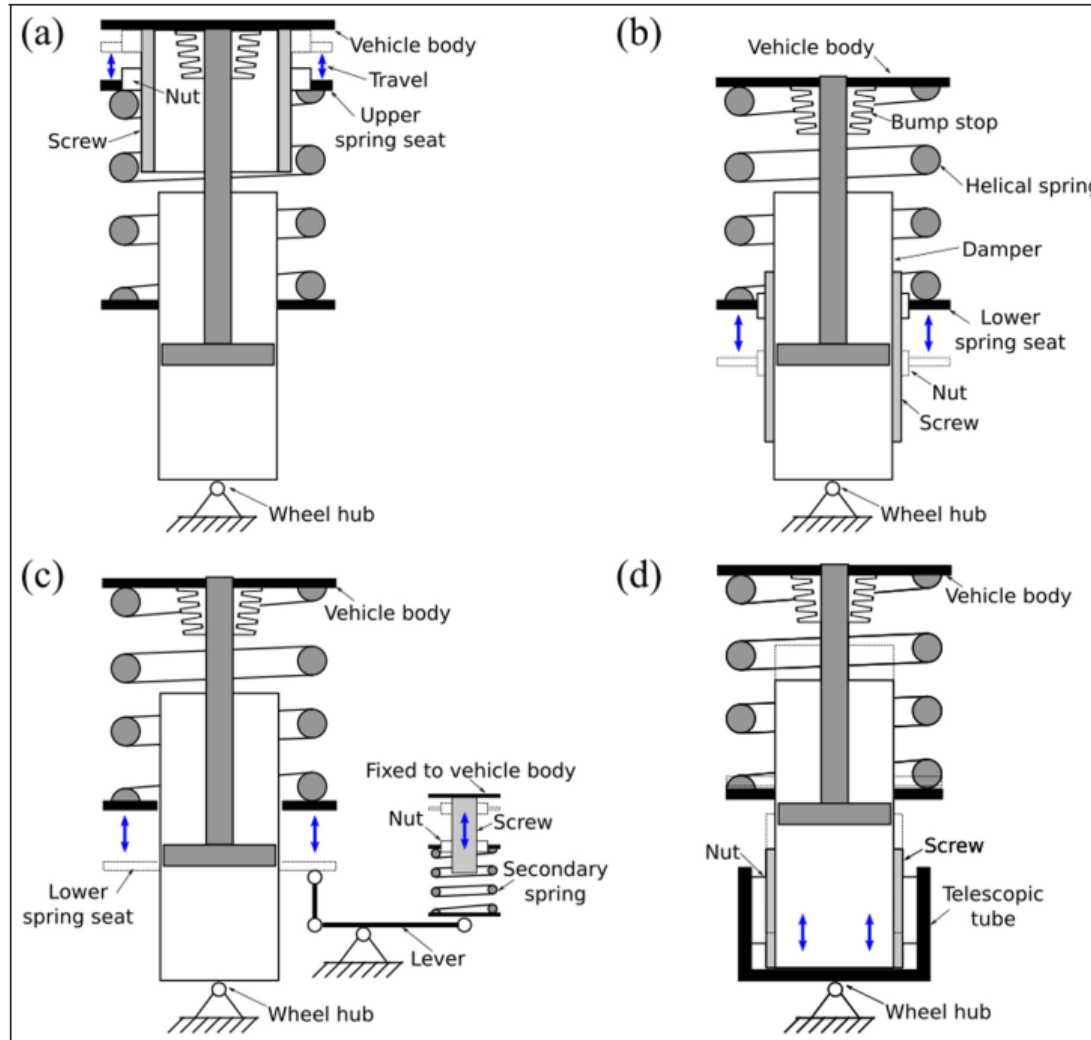 (a)
Vehicle body
Travel
Nut
Upper
spring seat
Screw
Wheel hub
(b)
Vehicle body
Bump stop
Helical spring
Damper
Lower
spring seat
Nut
Screw
Wheel hub
(c)
Vehicle body
Fixed to vehicle body
Nut
Screw
Secondary
spring
Lower
spring seat
Lever
Wheel hub
(d)
Vehicle body
Nut
Screw
Telescopic
tube
Wheel hub